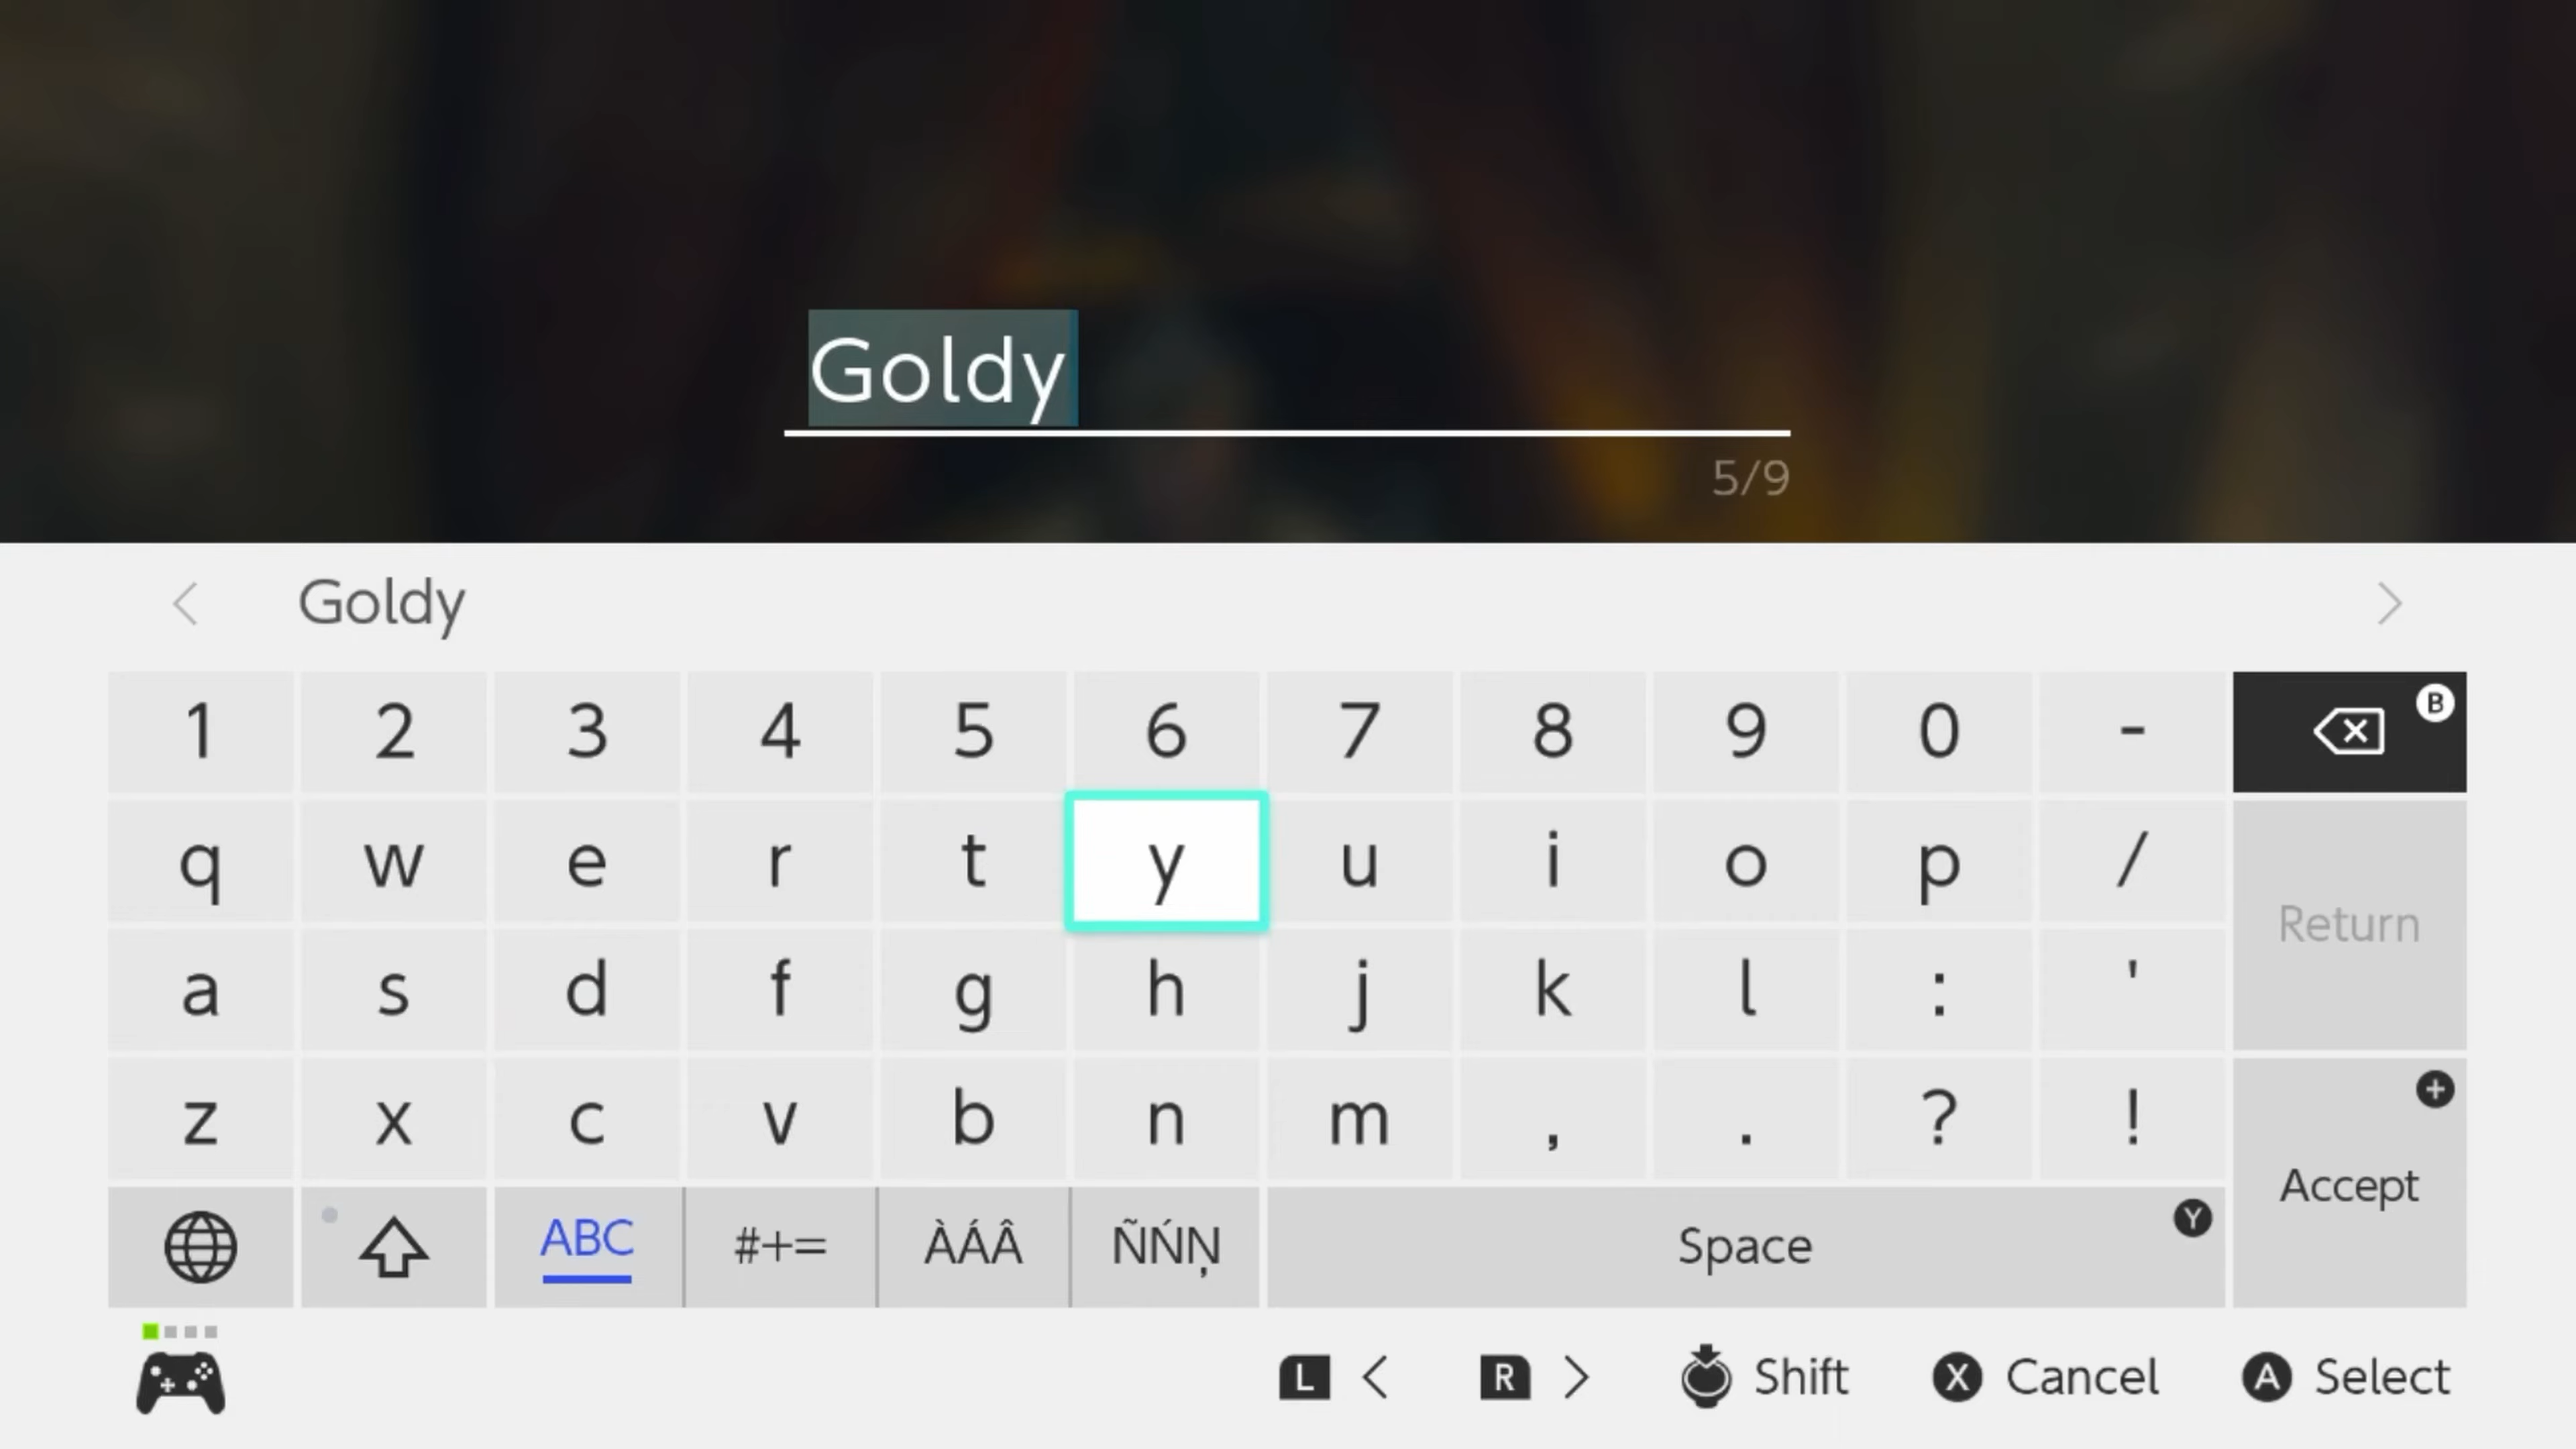 Goldy
5/9
Goldy
1 2 3 4 5 6 7 8 9 0 - B
q w e r t y u i o p / Return
a s d f g h j k l : '
z x c v b n m , . ? ! + Accept
ABC #+= ÀÁÂ ÑŃŅ Space Y
L < R > Shift X Cancel A Select